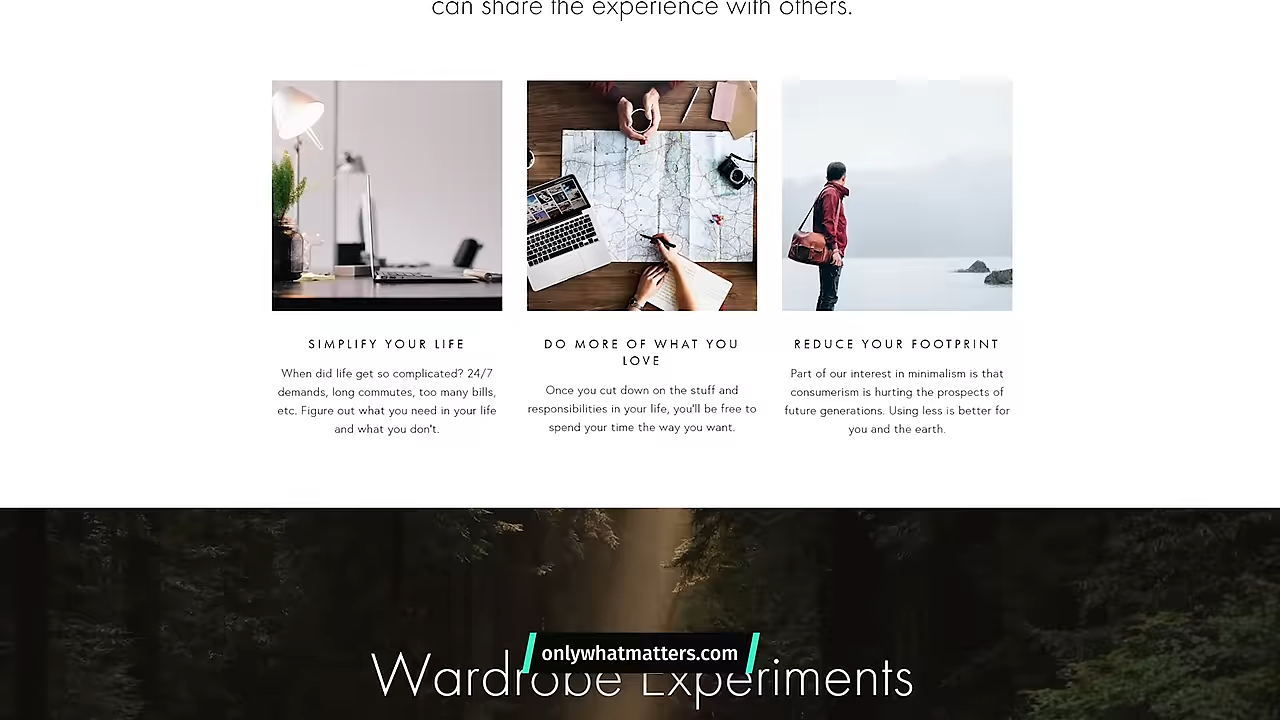 can share the experience with others.
SIMPLIFY YOUR LIFE
When did life get so complicated? 24/7
demands, long commutes, too many bills,
etc. Figure out what you need in your life
and what you don't.
DO MORE OF WHAT YOU
LOVE
Once you cut down on the stuff and
responsibilities in your life, you'll be free to
spend your time the way you want.
REDUCE YOUR FOOTPRINT
Part of our interest in minimalism is that
consumerism is hurting the prospects of
future generations. Using less is better for
you and the earth.
onlywhatmatters.com
Wardrobe Experiments